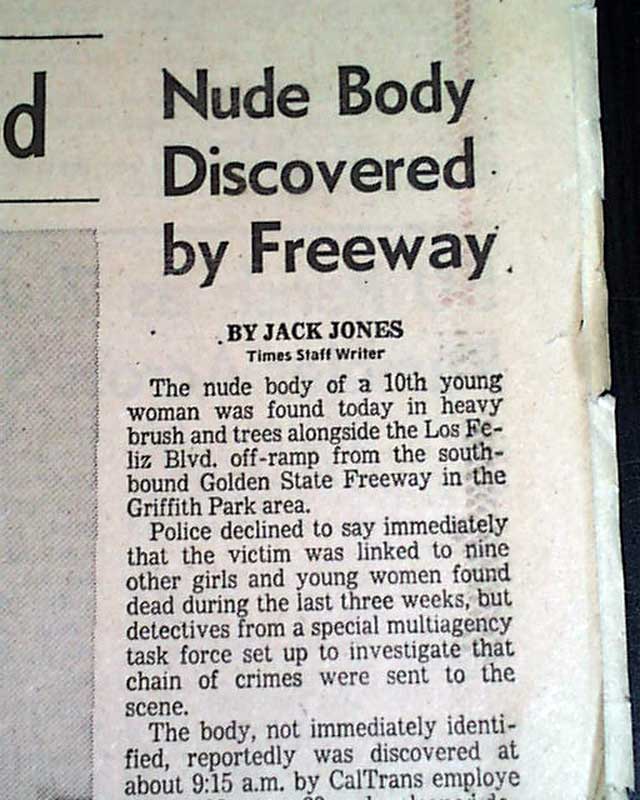 d
Nude Body
Discovered
by Freeway
BY JACK JONES
Times Staff Writer
The nude body of a 10th young
woman was found today in heavy
brush and trees alongside the Los Fe-
liz Blvd. off-ramp from the south-
bound Golden State Freeway in the
Griffith Park area.
Police declined to say immediately
that the victim was linked to nine
other girls and young women found
dead during the last three weeks, but
detectives from a special multiagency
task force set up to investigate that
chain of crimes were sent to the
scene.
The body, not immediately identi-
fied, reportedly was discovered at
about 9:15 a.m. by CalTrans employe